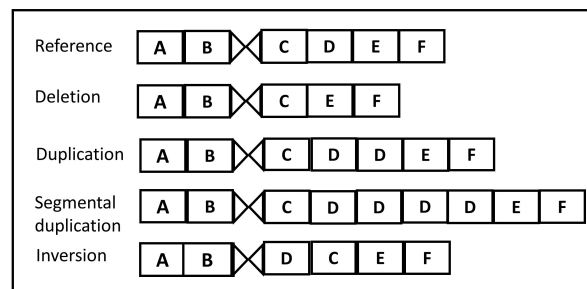 Reference A B C D E F
Deletion A B C E F
Duplication A B C D D E F
Segmental
duplication A B C D D D D E F
Inversion A B D C E F